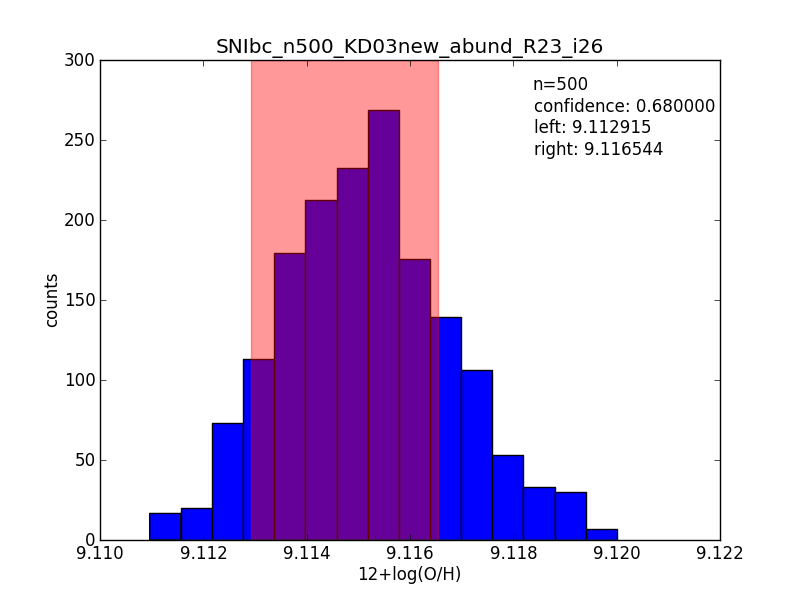 SNIbc_n500_KD03new_abund_R23_i26
300
250
200
150
100
50
0
counts
n=500
confidence: 0.680000
left: 9.112915
right: 9.116544
9.110 9.112 9.114 9.116 9.118 9.120 9.122
12+log(O/H)